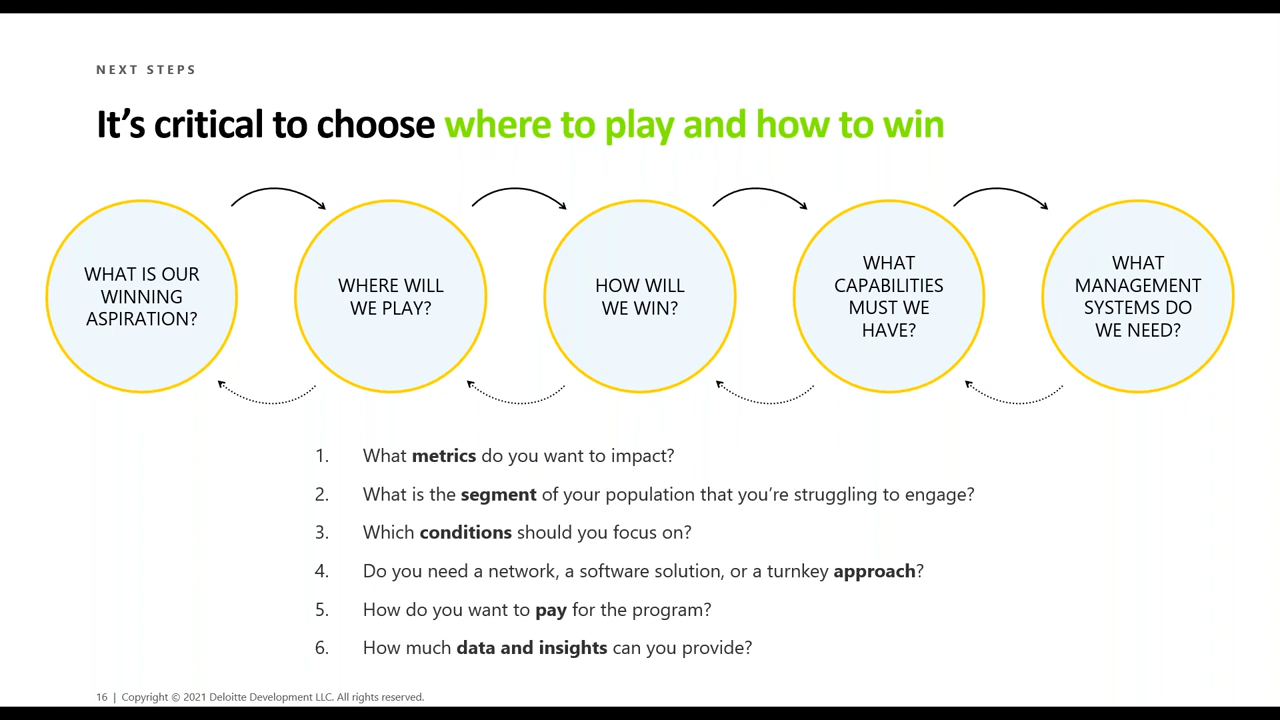 NEXT STEPS
It’s critical to choose where to play and how to win
WHAT IS OUR
WINNING
ASPIRATION?
WHERE WILL
WE PLAY?
HOW WILL
WE WIN?
WHAT
CAPABILITIES
MUST WE
HAVE?
WHAT
MANAGEMENT
SYSTEMS DO
WE NEED?
1. What metrics do you want to impact?
2. What is the segment of your population that you’re struggling to engage?
3. Which conditions should you focus on?
4. Do you need a network, a software solution, or a turnkey approach?
5. How do you want to pay for the program?
6. How much data and insights can you provide?
16 | Copyright © 2021 Deloitte Development LLC. All rights reserved.